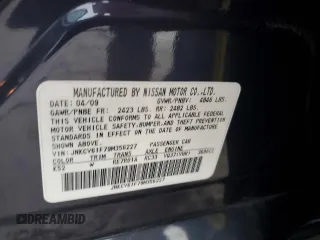 MANUFACTURED BY NISSAN MOTOR CO.,LTD.
DATE: 04/09 GVWR/PNBV: 4846 LBS.
GAWR/PNBE FR: 2423 LBS. RR: 2482 LBS.
THIS VEHICLE CONFORMS TO ALL APPLICABLE
FEDERAL MOTOR VEHICLE SAFETY,BUMPER,AND THEFT
PREVENTION STANDARDS IN EFFECT ON THE DATE OF
MANUFACTURE SHOWN ABOVE.
V.I.N.: JNKCV61F79M356227 PASSENGER CAR
COLOR TRIM TRANS AXLE ENGINE
K52 RE7R01A RC33
JNKCV61F79M356227